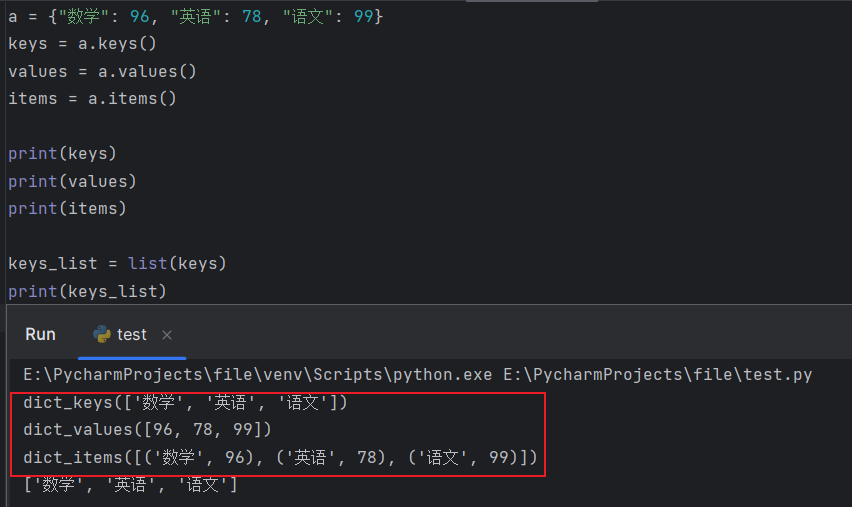 a = {"数学": 96, "英语": 78, "语文": 99}
keys = a.keys()
values = a.values()
items = a.items()
print(keys)
print(values)
print(items)
keys_list = list(keys)
print(keys_list)
Run test ×
E:\PycharmProjects\file\venv\Scripts\python.exe E:\PycharmProjects\file\test.py
dict_keys(['数学', '英语', '语文'])
dict_values([96, 78, 99])
dict_items([('数学', 96), ('英语', 78), ('语文', 99)])
['数学', '英语', '语文']